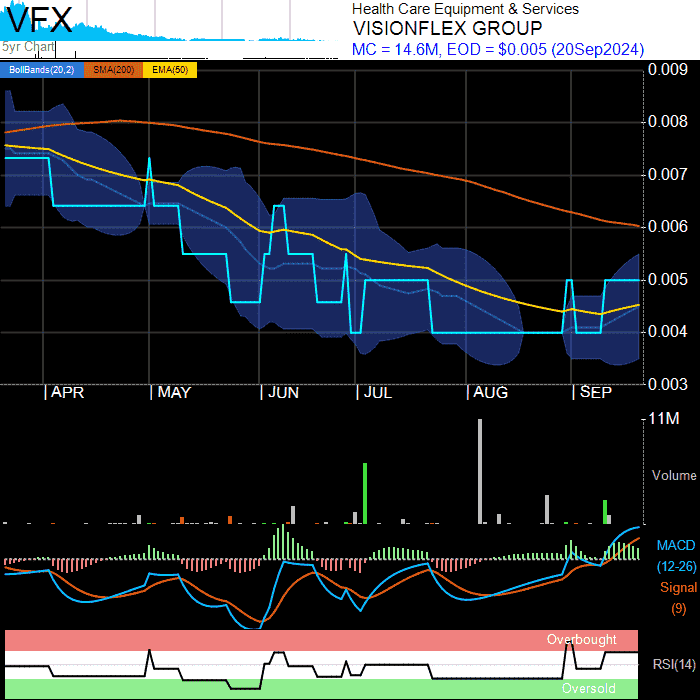 VFX
Health Care Equipment & Services
VISIONFLEX GROUP
5yr Chart
MC = 14.6M, EOD = $0.005 (20Sep2024)
BollBands(20,2) SMA(200) EMA(50)
0.009
0.008
0.007
0.006
0.005
0.004
0.003
APR MAY JUN JUL AUG SEP
11M
Volume
MACD
(12-26)
Signal
(9)
Overbought
RSI(14)
Oversold